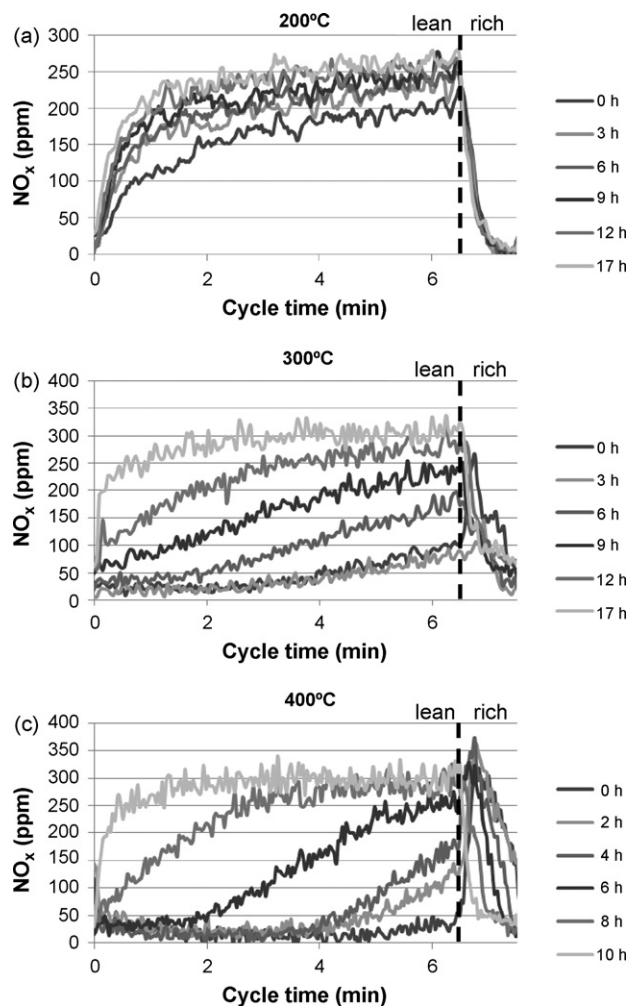 (a)
200ºC
lean
rich
300
250
200
150
100
50
0
NOx (ppm)
0
2
4
6
Cycle time (min)
0 h
3 h
6 h
9 h
12 h
17 h
(b)
300ºC
lean
rich
400
350
300
250
200
150
100
50
0
NOx (ppm)
0
2
4
6
Cycle time (min)
0 h
3 h
6 h
9 h
12 h
17 h
(c)
400ºC
lean
rich
400
350
300
250
200
150
100
50
0
NOx (ppm)
0
2
4
6
Cycle time (min)
0 h
2 h
4 h
6 h
8 h
10 h